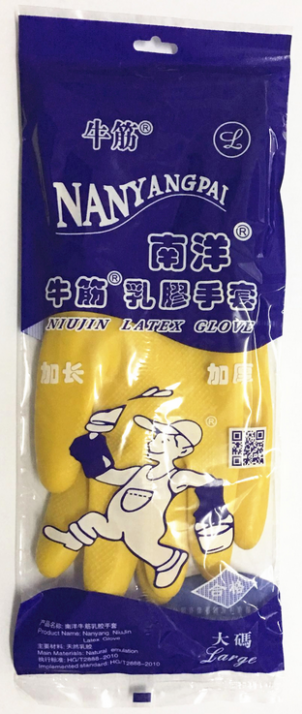 牛筋® L
NANYANGPAI
南洋®
牛筋®乳膠手套
NIUJIN LATEX GLOVE
加长 加厚
®
合格
产品名称: 南洋牛筋乳胶手套
Product Name: Nanyang NiuJin
Latex Glove
主要材料: 天然乳胶
Main Materials: Natural emulsion
执行标准: HG/T2888-2010
Implemented standard: HG/T2888-2010
大碼
Large